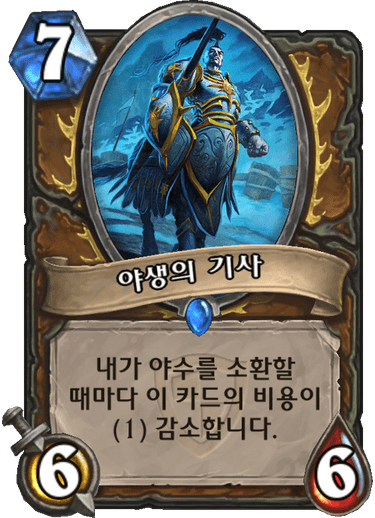 7
야생의 기사
내가 야수를 소환할
때마다 이 카드의 비용이
(1) 감소합니다.
6 6